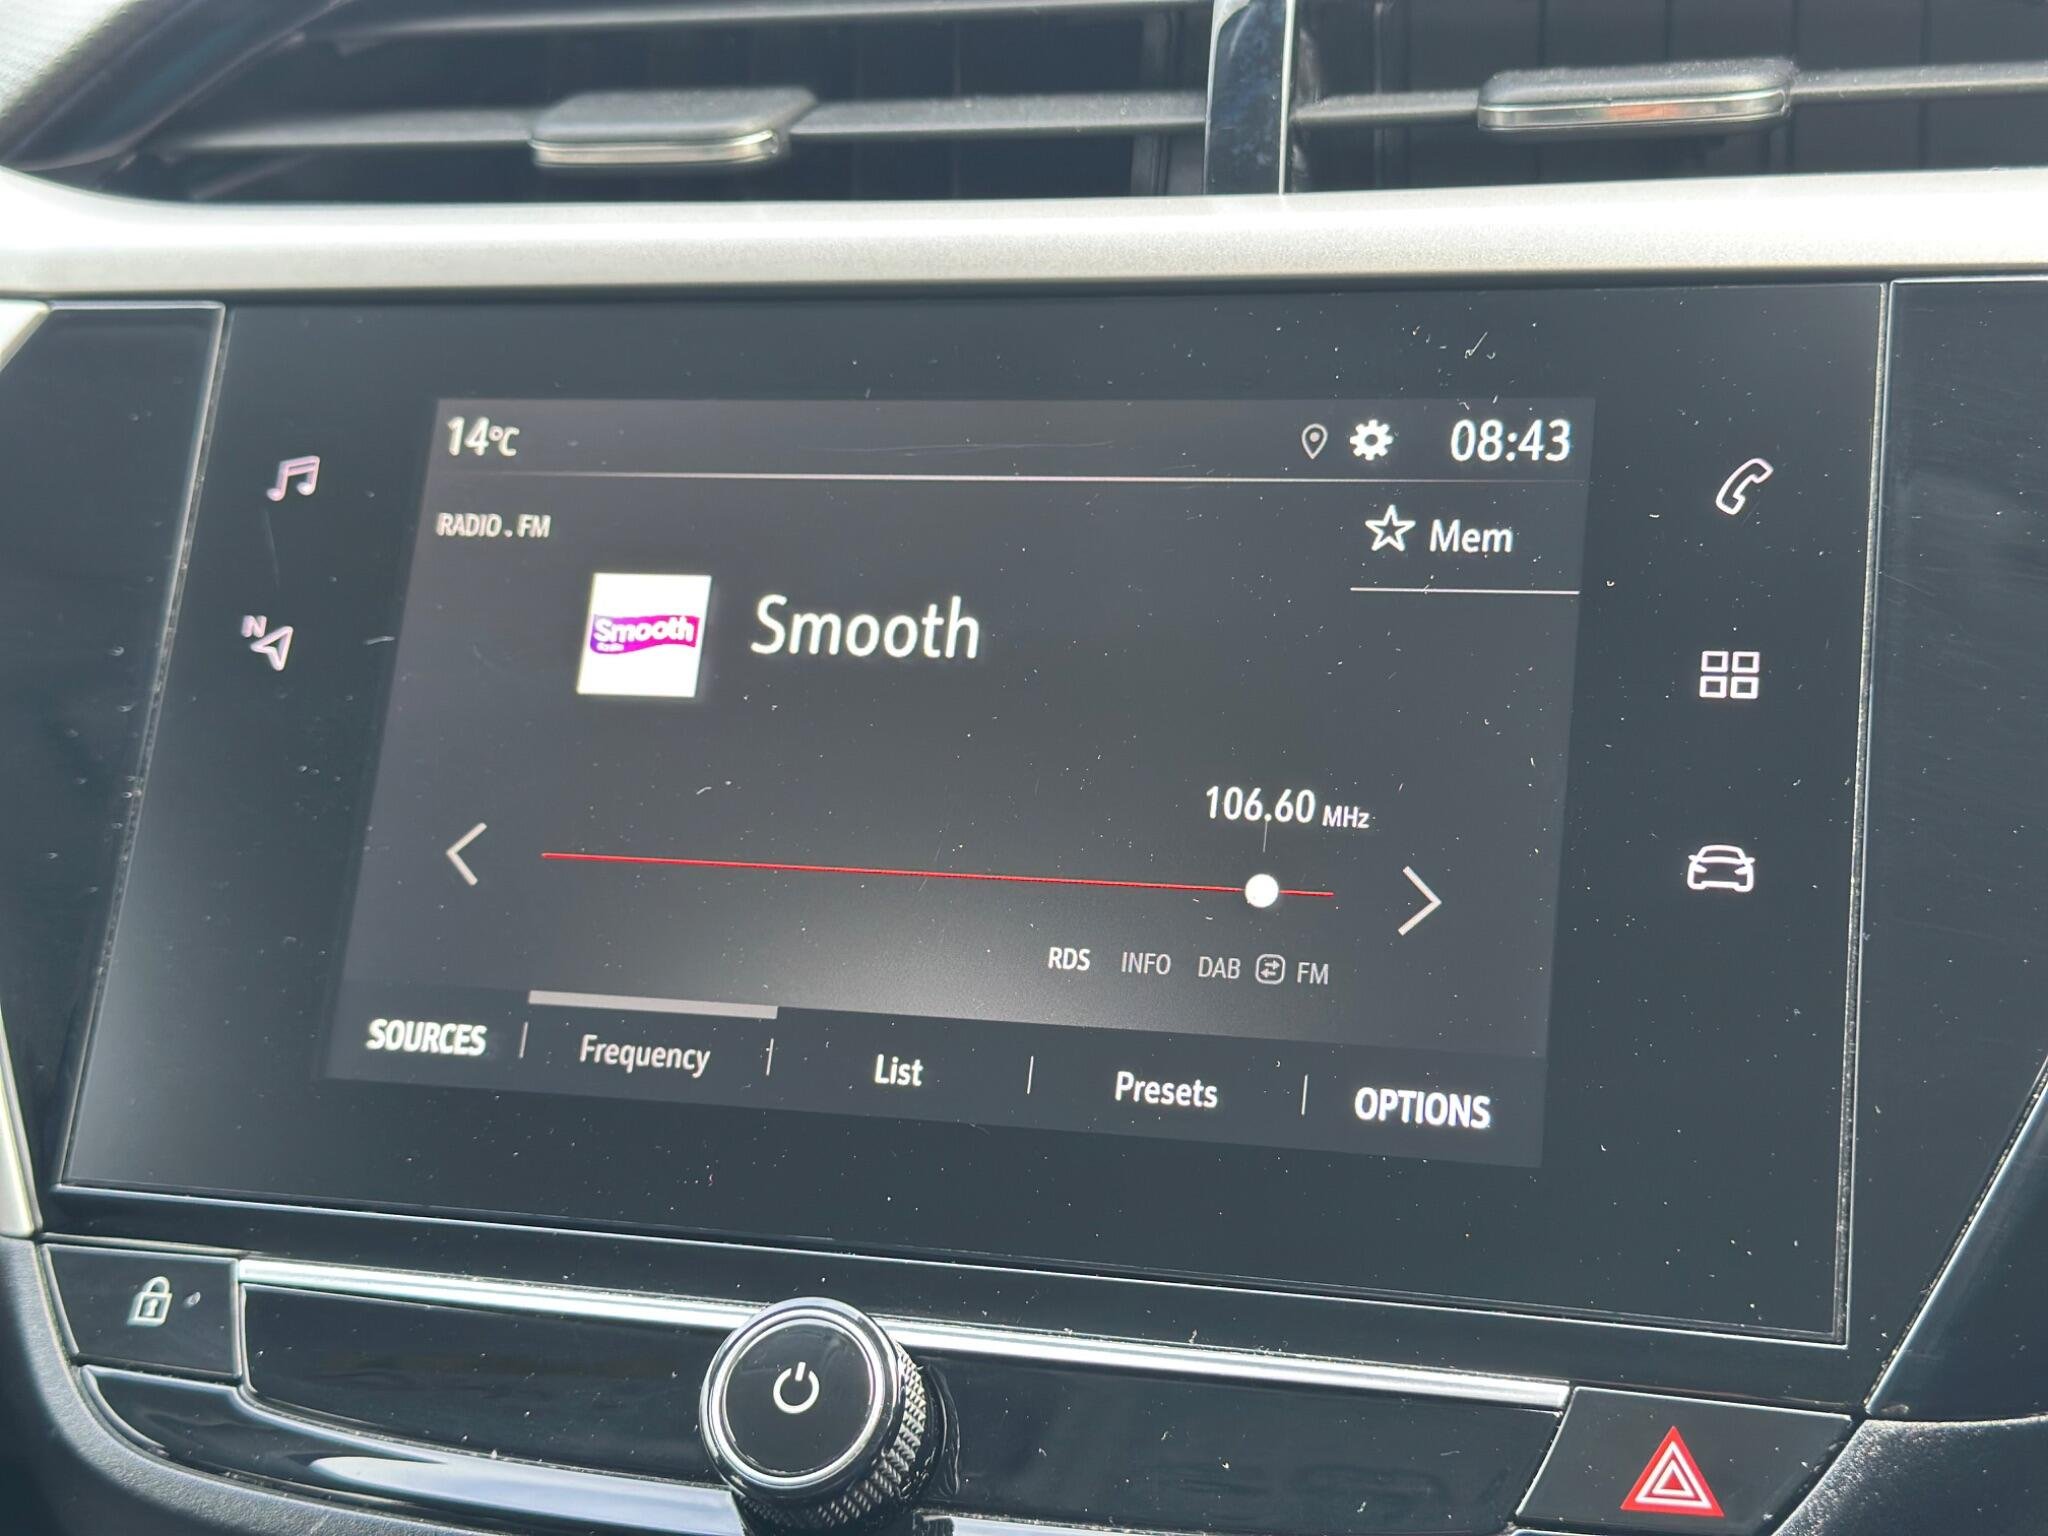 14°C
08:43
RADIO . FM
Mem
Smooth
Radio
Smooth
N
106.60 MHz
RDS INFO DAB FM
SOURCES Frequency List Presets OPTIONS